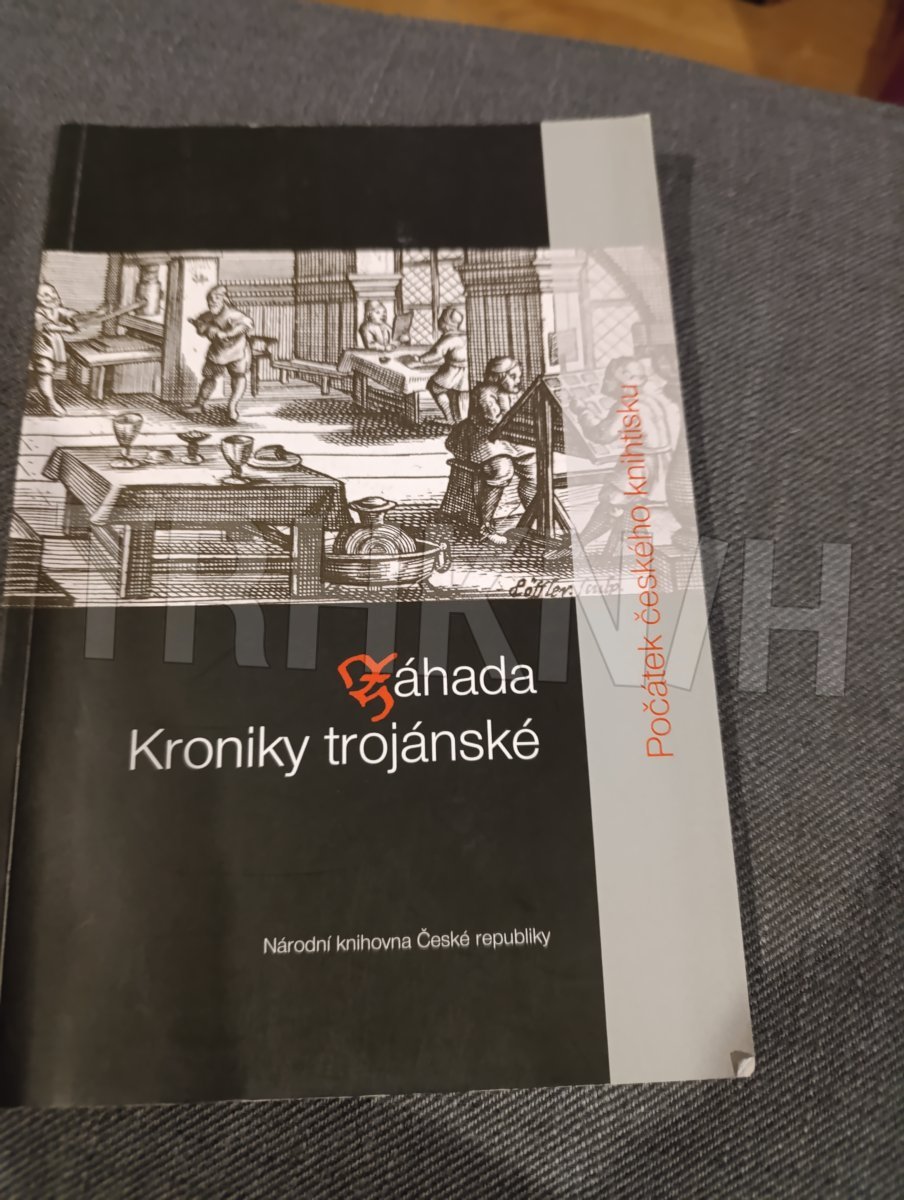 Záhada
Kroniky trojánské
Počátek českého knihtisku
Národní knihovna České republiky